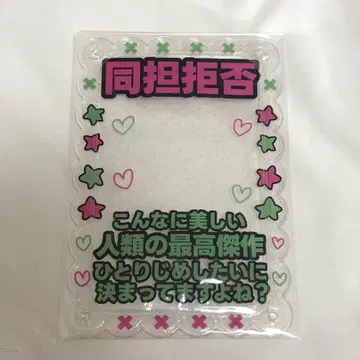 同担拒否
こんなに美しい
人類の最高傑作
ひとりじめしたいに
決まってますよね?